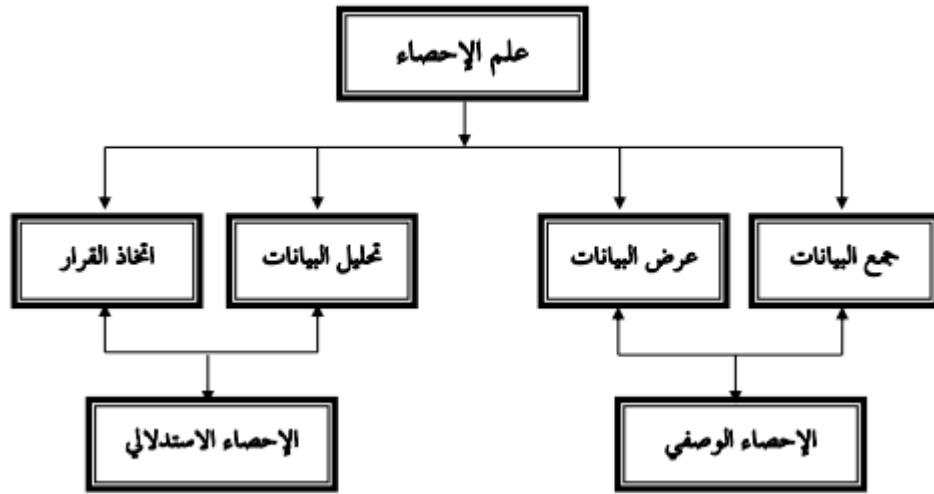 علم الإحصاء
جمع البيانات
عرض البيانات
تحليل البيانات
اتخاذ القرار
الإحصاء الوصفي
الإحصاء الاستدلالي